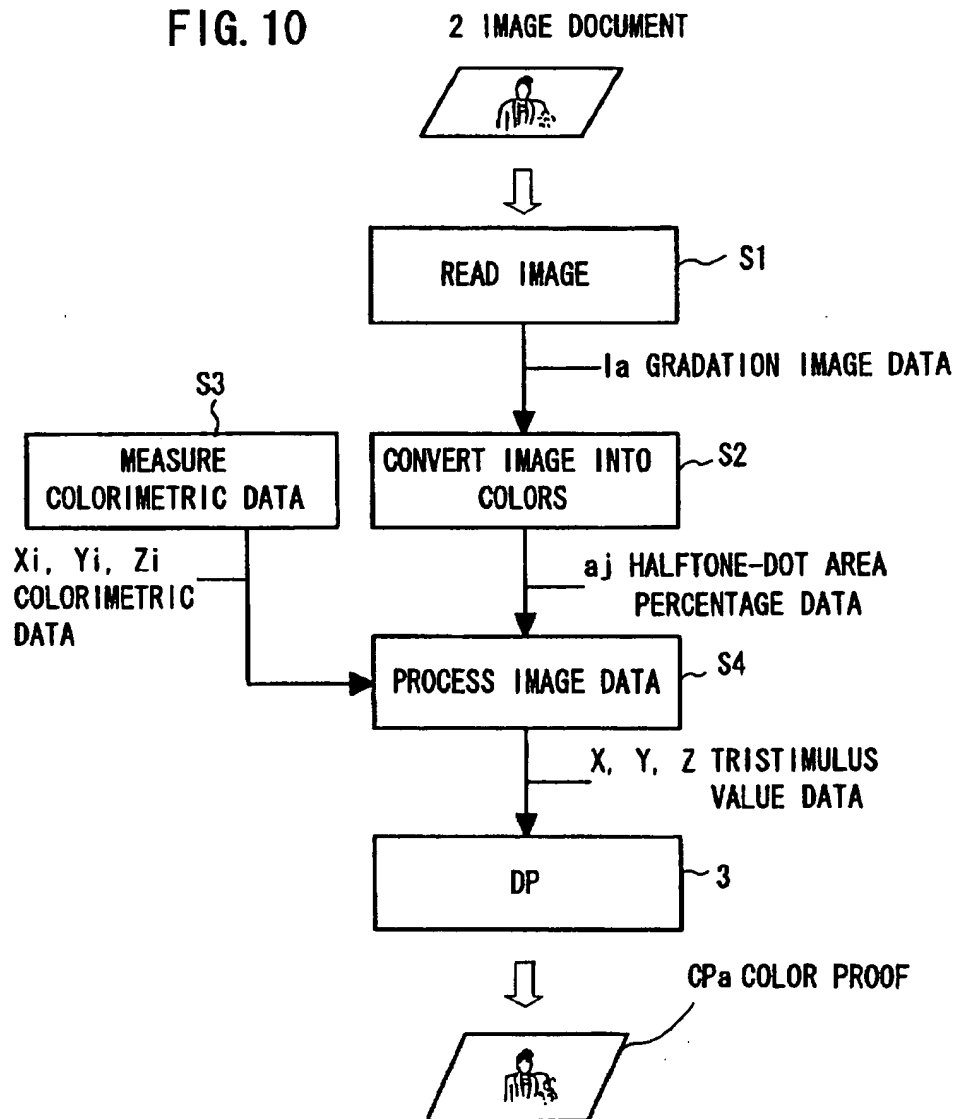 FIG. 10
2 IMAGE DOCUMENT
READ IMAGE
S1
Ia GRADATION IMAGE DATA
S3
MEASURE
COLORIMETRIC DATA
CONVERT IMAGE INTO
COLORS
S2
Xi, Yi, Zi
COLORIMETRIC
DATA
aj HALFTONE-DOT AREA
PERCENTAGE DATA
PROCESS IMAGE DATA
S4
X, Y, Z TRISTIMULUS
VALUE DATA
DP
3
CPa COLOR PROOF